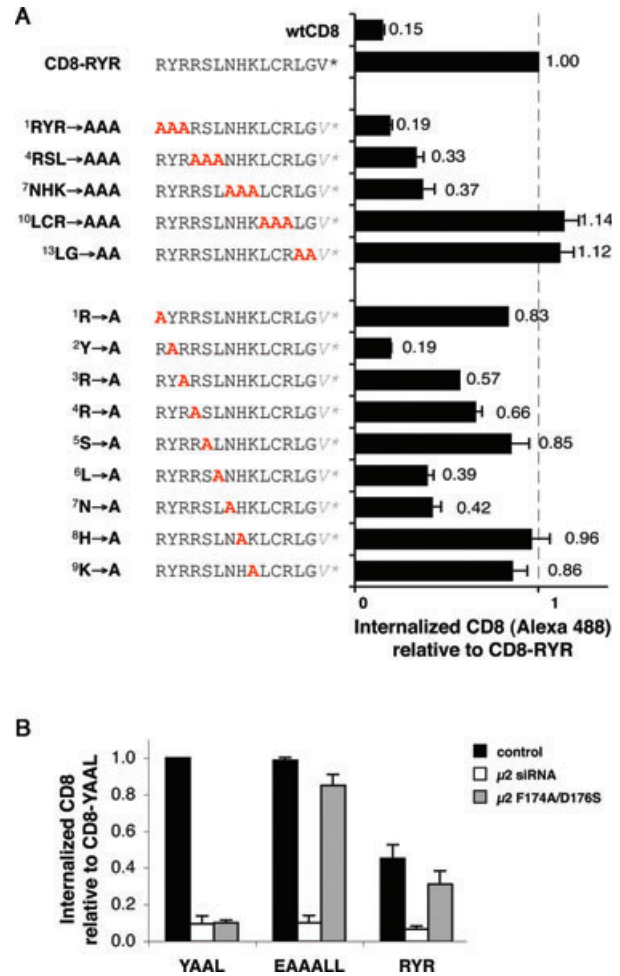 A
wtCD8 0.15
CD8-RYR RYRRSLNHKLCRLGV* 1.00
¹RYR→AAA AAARSLNHKLCRLGV* 0.19
⁴RSL→AAA RYRAAANHKLCRLGV* 0.33
⁷NHK→AAA RYRRSLAAALCRLGV* 0.37
¹⁰LCR→AAA RYRRSLNHKAAALGV* 1.14
¹³LG→AA RYRRSLNHKLCRAAV* 1.12
¹R→A AYRRSLNHKLCRLGV* 0.83
²Y→A RARRSLNHKLCRLGV* 0.19
³R→A RYARSLNHKLCRLGV* 0.57
⁴R→A RYRASLNHKLCRLGV* 0.66
⁵S→A RYRRALNHKLCRLGV* 0.85
⁶L→A RYRRSANHKLCRLGV* 0.39
⁷N→A RYRRSLAHKLCRLGV* 0.42
⁸H→A RYRRSLNAKLCRLGV* 0.96
⁹K→A RYRRSLNHALCRLGV* 0.86
0 1
Internalized CD8 (Alexa 488)
relative to CD8-RYR
B
Internalized CD8
relative to CD8-YAAL
1.0
0.8
0.6
0.4
0.2
0.0
YAAL EAAALL RYR
control
μ2 siRNA
μ2 F174A/D176S